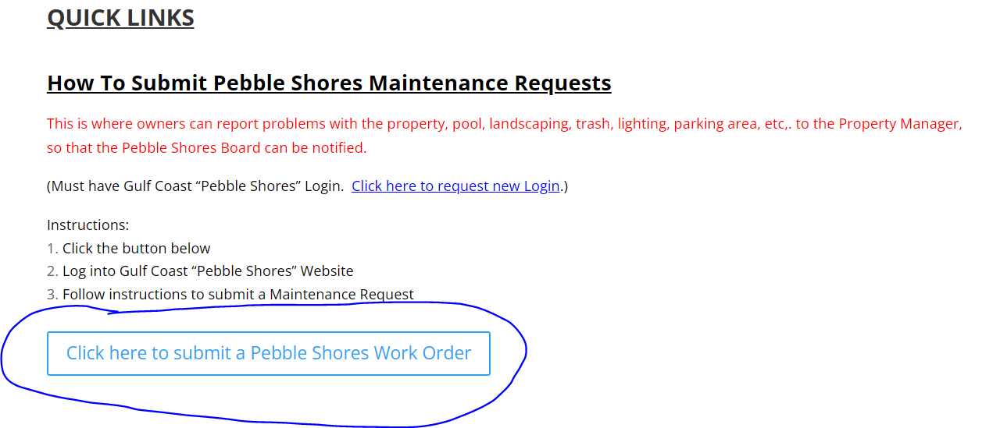 QUICK LINKS
How To Submit Pebble Shores Maintenance Requests
This is where owners can report problems with the property, pool, landscaping, trash, lighting, parking area, etc,. to the Property Manager,
so that the Pebble Shores Board can be notified.
(Must have Gulf Coast “Pebble Shores” Login.  Click here to request new Login.)
Instructions:
1. Click the button below
2. Log into Gulf Coast “Pebble Shores” Website
3. Follow instructions to submit a Maintenance Request
Click here to submit a Pebble Shores Work Order